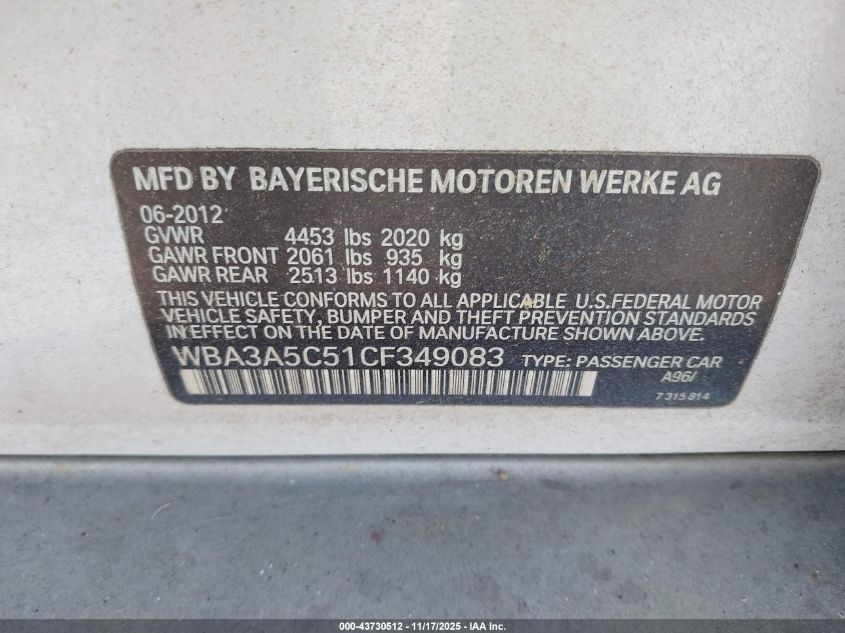 MFD BY BAYERISCHE MOTOREN WERKE AG
06-2012
GVWR 4453 lbs 2020 kg
GAWR FRONT 2061 lbs 935 kg
GAWR REAR 2513 lbs 1140 kg
THIS VEHICLE CONFORMS TO ALL APPLICABLE U.S.FEDERAL MOTOR
VEHICLE SAFETY, BUMPER AND THEFT PREVENTION STANDARDS
IN EFFECT ON THE DATE OF MANUFACTURE SHOWN ABOVE.
WBA3A5C51CF349083 TYPE: PASSENGER CAR
A96/
7 315 814
000-43730512 - 11/17/2025 - IAA Inc.